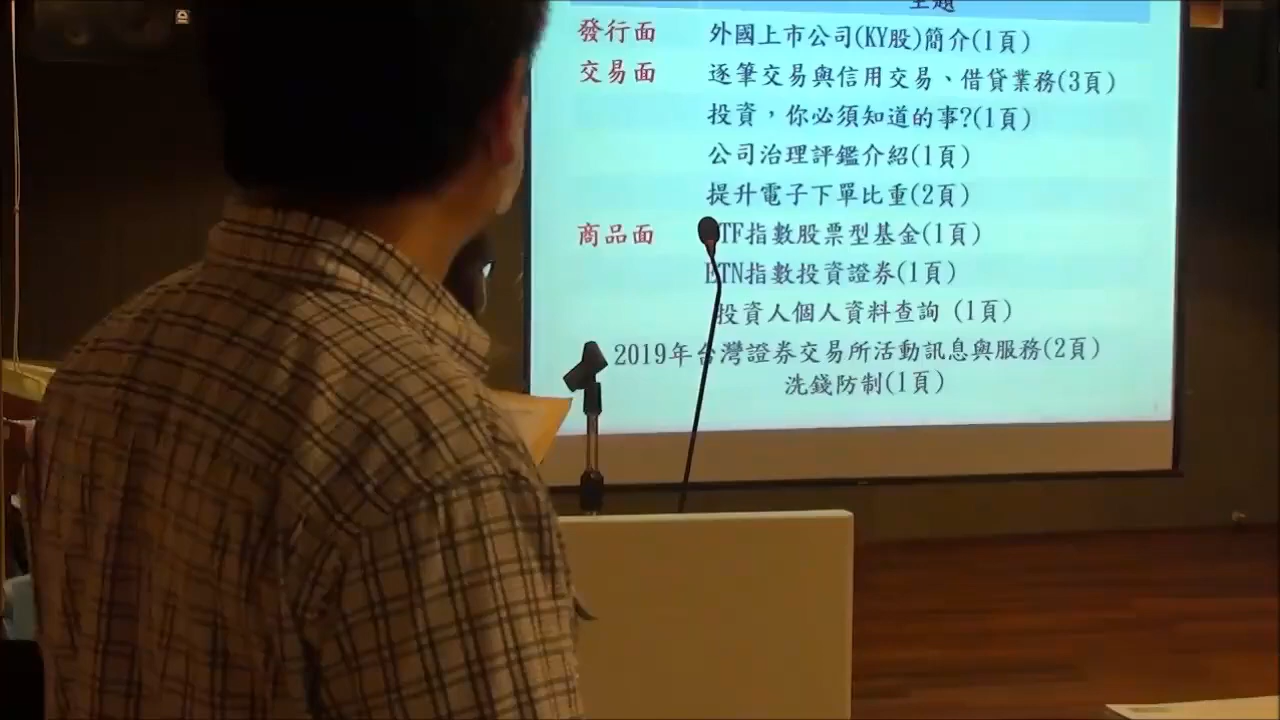 主題
發行面 外國上市公司(KY股)簡介(1頁)
交易面 逐筆交易與信用交易、借貸業務(3頁)
投資，你必須知道的事?(1頁)
公司治理評鑑介紹(1頁)
提升電子下單比重(2頁)
商品面 TF指數股票型基金(1頁)
ETN指數投資證券(1頁)
投資人個人資料查詢 (1頁)
2019年台灣證券交易所活動訊息與服務(2頁)
洗錢防制(1頁)